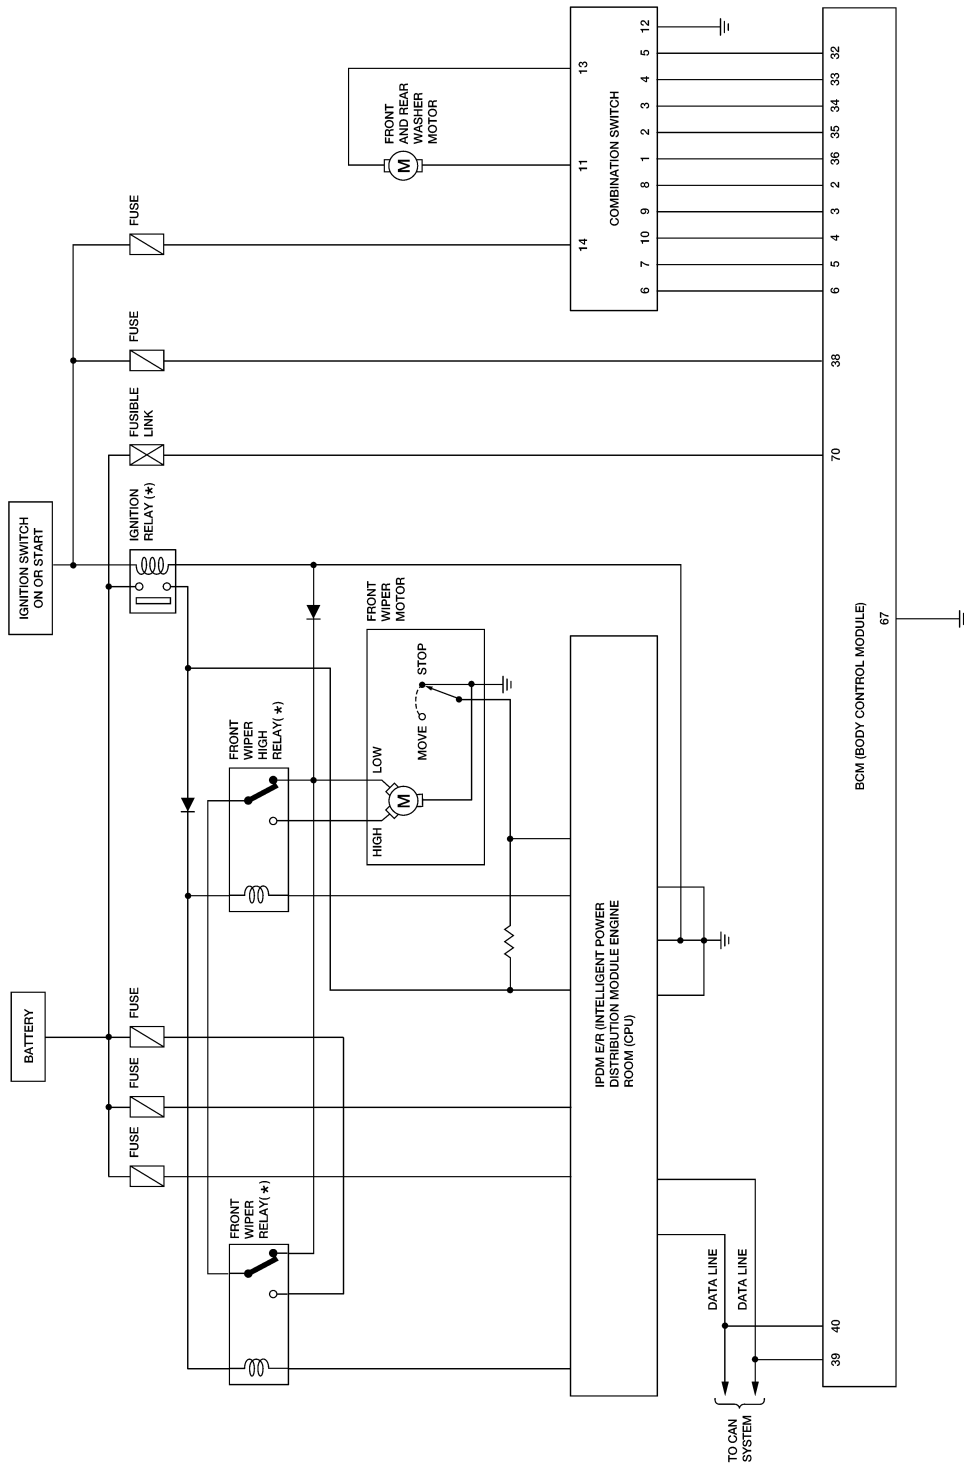 IGNITION SWITCH
ON OR START
BATTERY
FUSE
FUSE
FUSE
IGNITION
RELAY (*)
FUSIBLE
LINK
FUSE
FUSE
FRONT
WIPER
RELAY(*)
FRONT
WIPER
HIGH
RELAY(*)
FRONT
WIPER
MOTOR
HIGH
LOW
M
MOVE
STOP
FRONT
AND REAR
WASHER
MOTOR
M
IPDM E/R (INTELLIGENT POWER
DISTRIBUTION MODULE ENGINE
ROOM (CPU)
14
11
13
COMBINATION SWITCH
6
7
10
9
8
1
2
3
4
5
12
DATA LINE
DATA LINE
TO CAN
SYSTEM
39
40
70
38
6
5
4
3
2
36
35
34
33
32
BCM (BODY CONTROL MODULE)
67